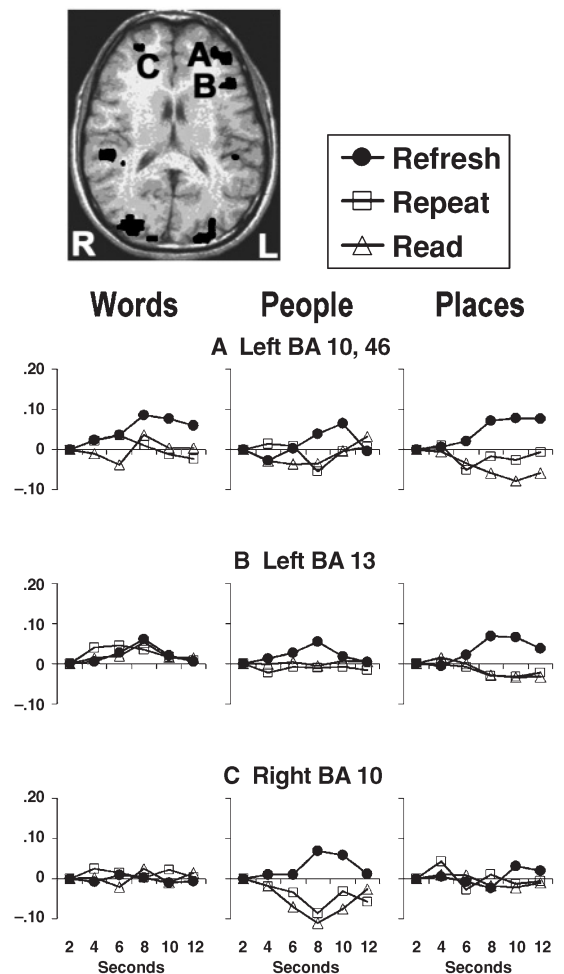 A
B
C
R
L
Refresh
Repeat
Read
Words People Places
A Left BA 10, 46
.20
.10
0
–.10
B Left BA 13
.20
.10
0
–.10
C Right BA 10
.20
.10
0
–.10
2 4 6 8 10 12 2 4 6 8 10 12 2 4 6 8 10 12
Seconds Seconds Seconds